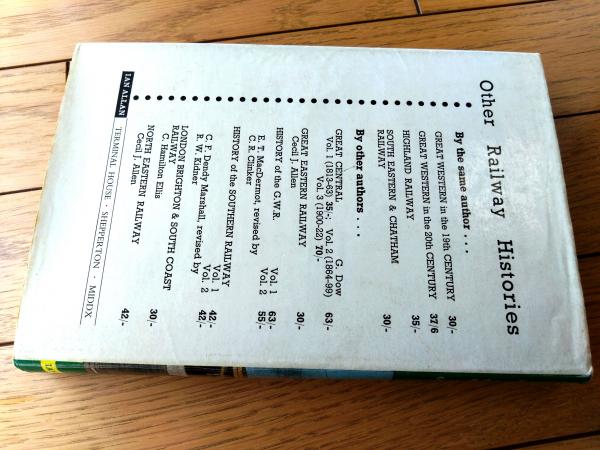 Other Railway Histories
By the same author . . .
GREAT WESTERN in the 19th CENTURY 30/-
GREAT WESTERN in the 20th CENTURY 37/6
HIGHLAND RAILWAY 35/-
SOUTH EASTERN & CHATHAM
RAILWAY 30/-
By other authors . . .
GREAT CENTRAL G. Dow
Vol. 1 (1813-63) 35/-; Vol. 2 (1864-99) 63/-
Vol. 3 (1900-22) 70/-
GREAT EASTERN RAILWAY
Cecil J. Allen 30/-
HISTORY of the G.W.R.
E. T. MacDermot, revised by Vol. 1 63/-
C. R. Clinker Vol. 2 55/-
HISTORY of the SOUTHERN RAILWAY
C. F. Dendy Marshall, revised by Vol. 1 42/-
R. W. Kidner Vol. 2 42/-
LONDON BRIGHTON & SOUTH COAST
RAILWAY
C. Hamilton Ellis 30/-
NORTH EASTERN RAILWAY
Cecil J. Allen 42/-
IAN ALLAN TERMINAL HOUSE · SHEPPERTON · MIDDX